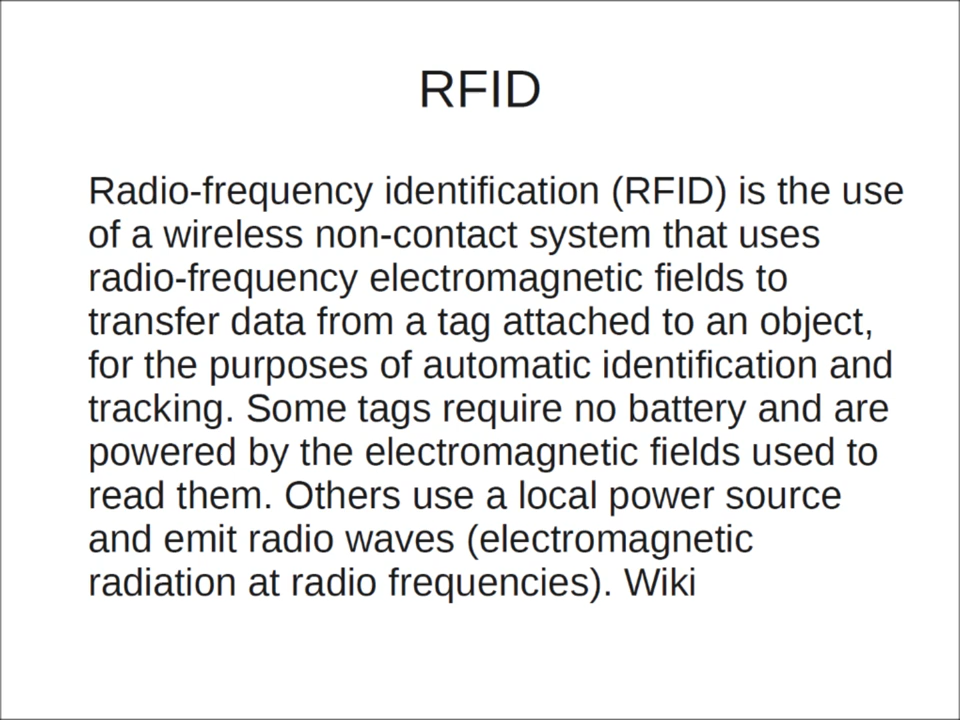 RFID
Radio-frequency identification (RFID) is the use
of a wireless non-contact system that uses
radio-frequency electromagnetic fields to
transfer data from a tag attached to an object,
for the purposes of automatic identification and
tracking. Some tags require no battery and are
powered by the electromagnetic fields used to
read them. Others use a local power source
and emit radio waves (electromagnetic
radiation at radio frequencies). Wiki